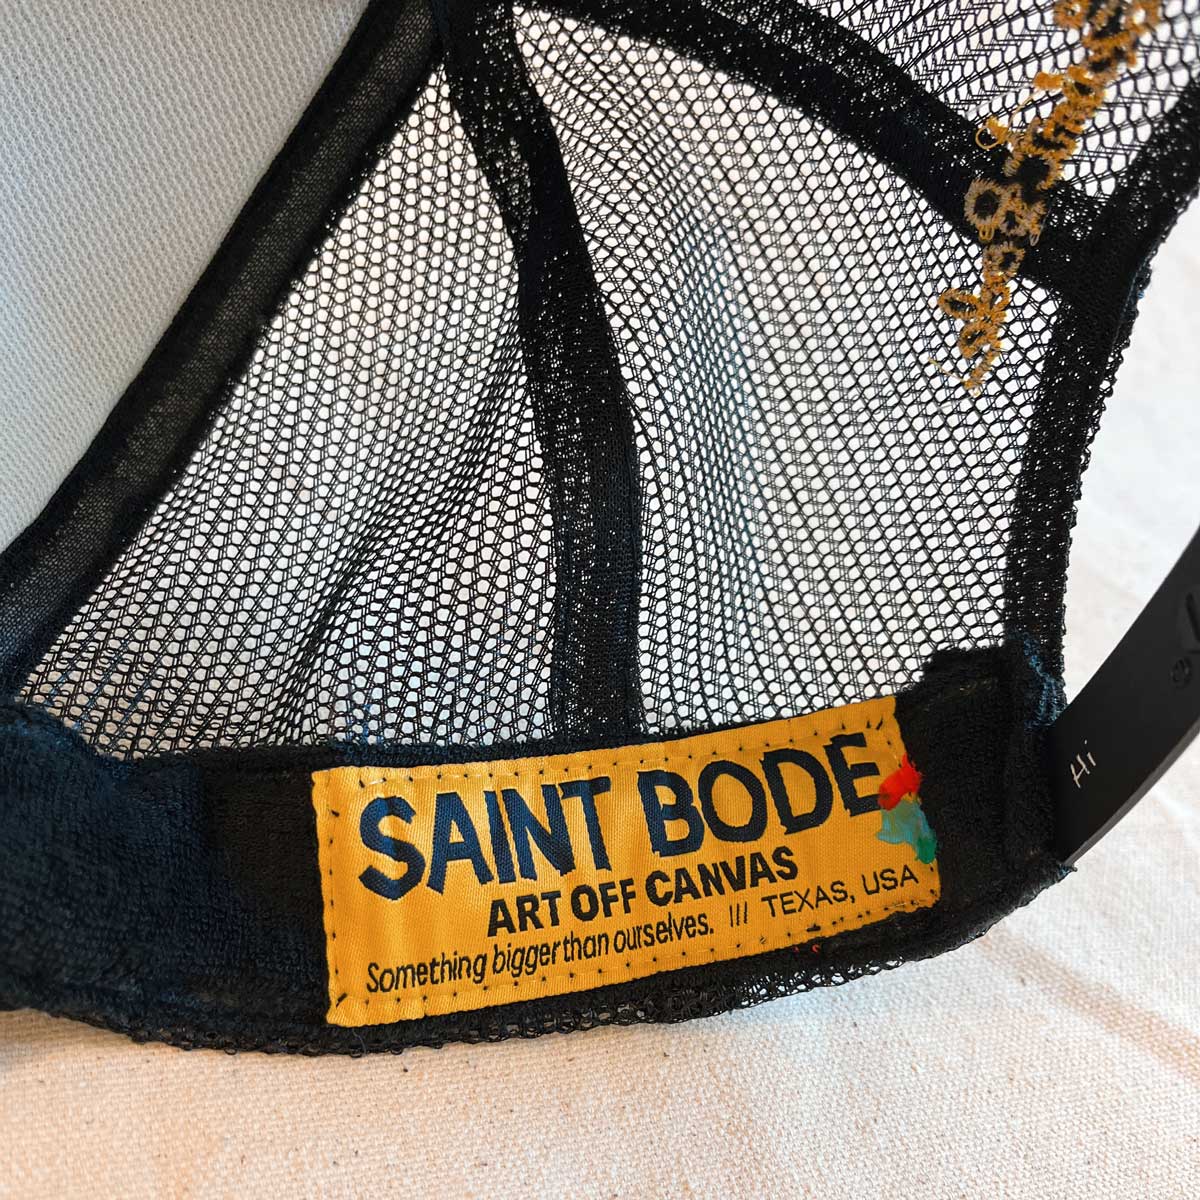 SAINT BODE
ART OFF CANVAS
Something bigger than ourselves. /// TEXAS, USA
Hi